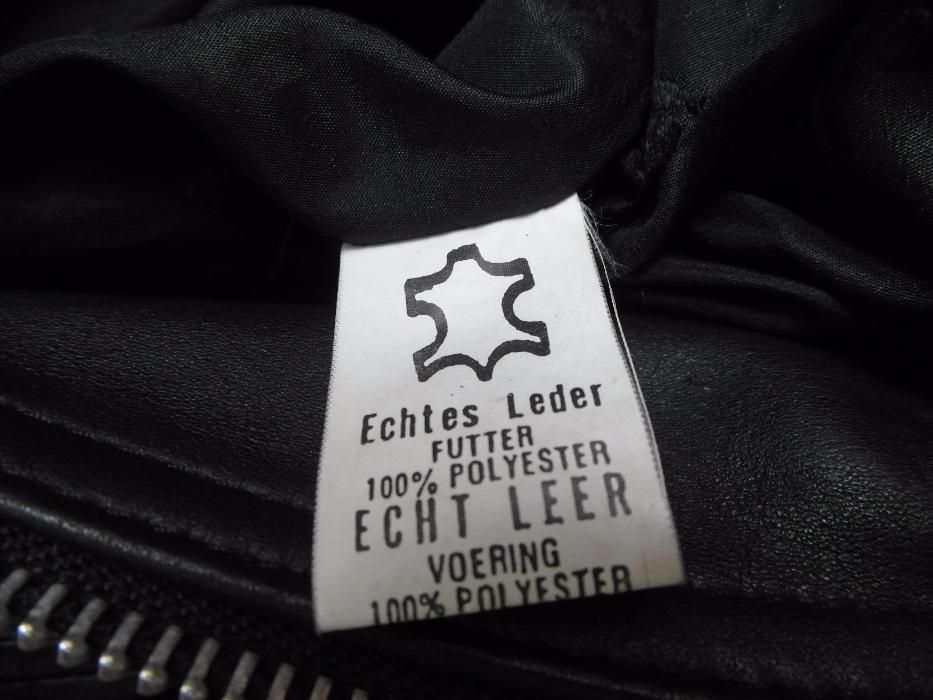 Echtes Leder
FUTTER
100% POLYESTER
ECHT LEER
VOERING
100% POLYESTER